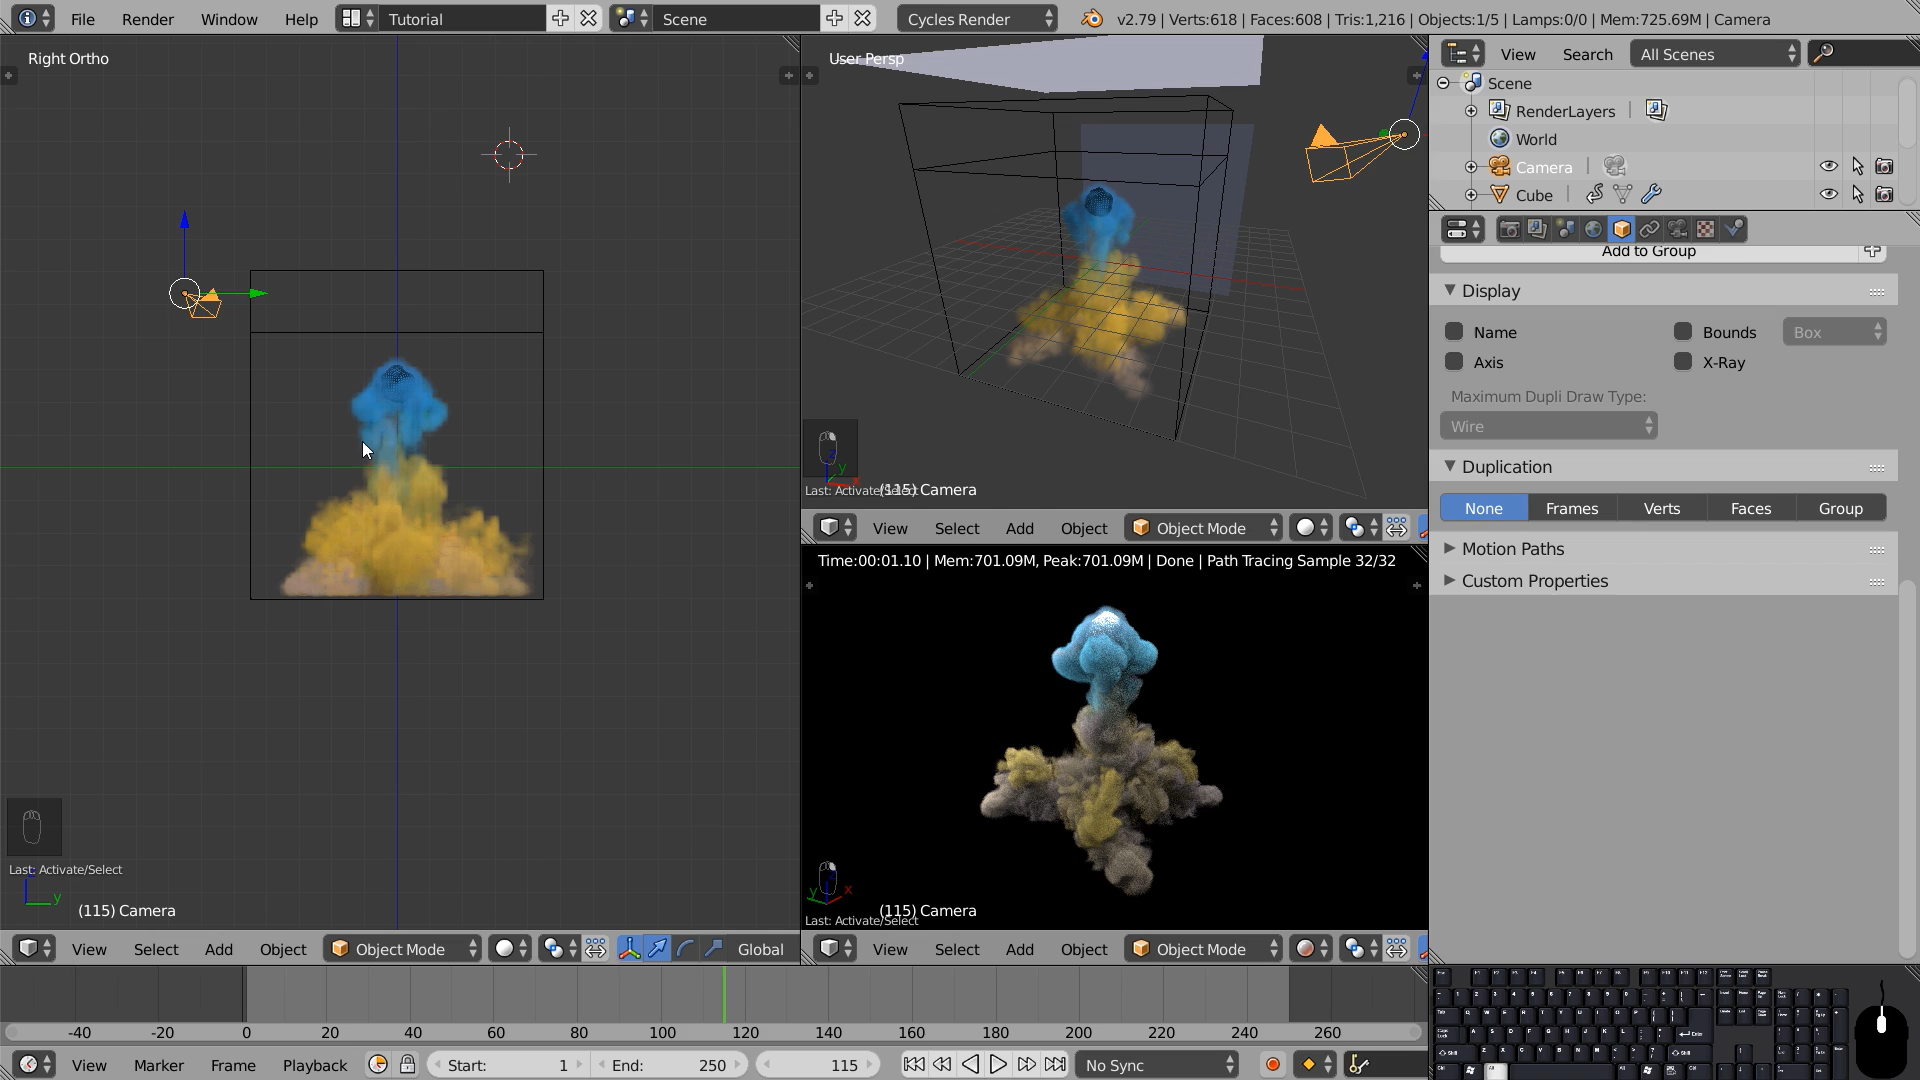 File Render Window Help Tutorial Scene Cycles Render v2.79 | Verts:618 | Faces:608 | Tris:1,216 | Objects:1/5 | Lamps:0/0 | Mem:725.69M | Camera
Right Ortho
User Persp
View Search All Scenes
Scene
RenderLayers
World
Camera
Cube
Add to Group
Display
Name Bounds Box
Axis X-Ray
Maximum Dupli Draw Type:
Wire
Duplication
None Frames Verts Faces Group
Motion Paths
Custom Properties
Last: Activate/Select
(115) Camera
View Select Add Object Object Mode
Time:00:01.10 | Mem:701.09M, Peak:701.09M | Done | Path Tracing Sample 32/32
Last: Activate/Select
y
(115) Camera
y x
(115) Camera
Last: Activate/Select
View Select Add Object Object Mode Global
View Select Add Object Object Mode
-40 -20 0 20 40 60 80 100 120 140 160 180 200 220 240 260
View Marker Frame Playback Start: 1 End: 250 115 No Sync